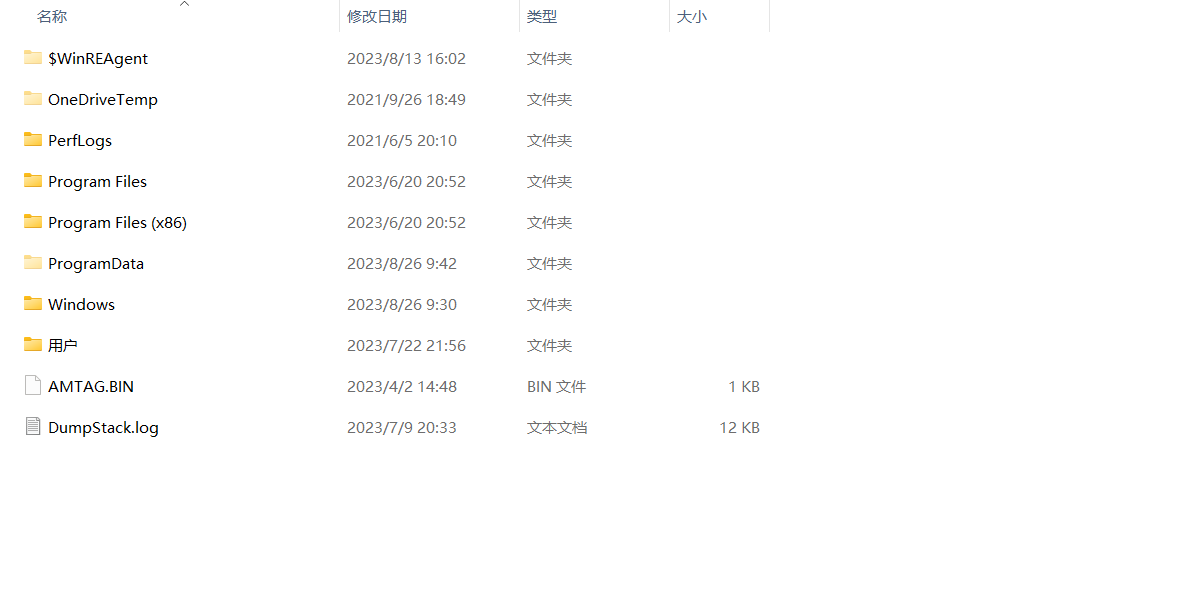 名称 修改日期 类型 大小
$WinREAgent 2023/8/13 16:02 文件夹
OneDriveTemp 2021/9/26 18:49 文件夹
PerfLogs 2021/6/5 20:10 文件夹
Program Files 2023/6/20 20:52 文件夹
Program Files (x86) 2023/6/20 20:52 文件夹
ProgramData 2023/8/26 9:42 文件夹
Windows 2023/8/26 9:30 文件夹
用户 2023/7/22 21:56 文件夹
AMTAG.BIN 2023/4/2 14:48 BIN 文件 1 KB
DumpStack.log 2023/7/9 20:33 文本文档 12 KB